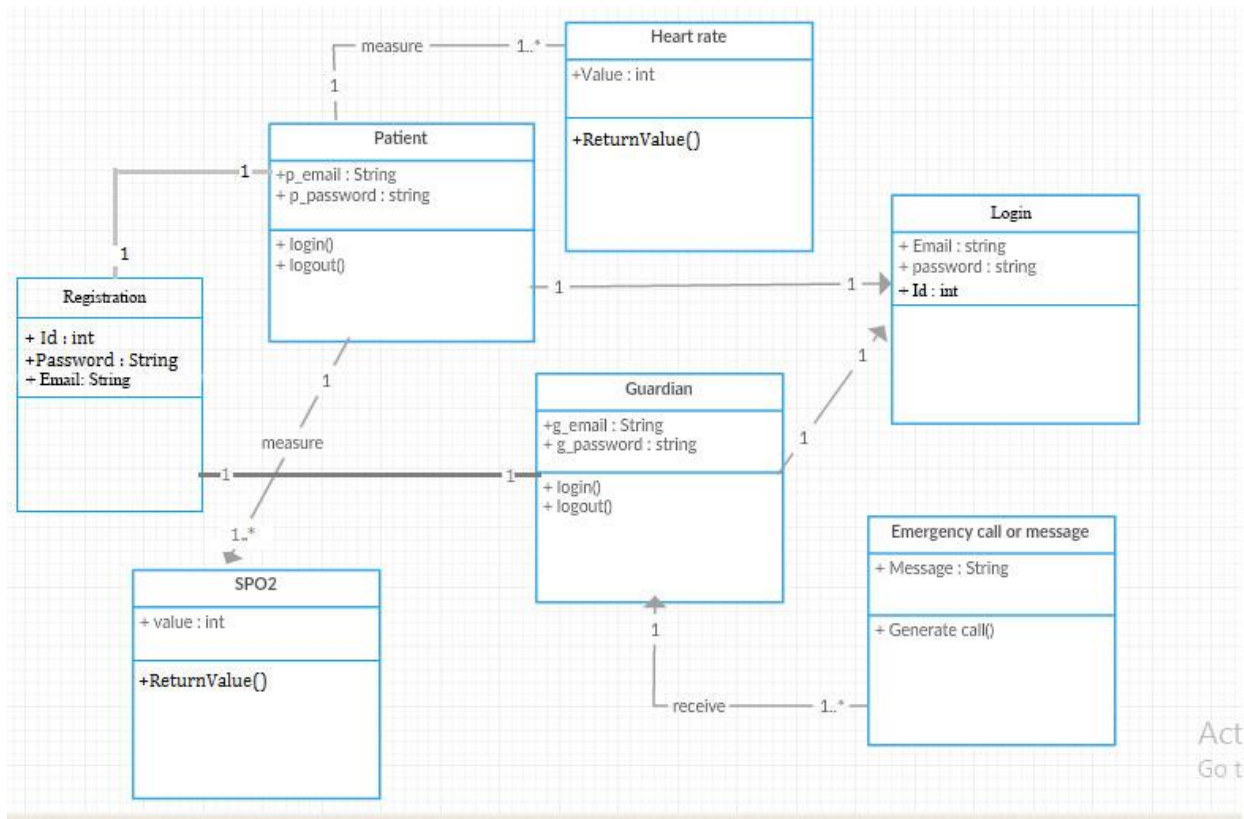 measure
1..*
1
Heart rate
+Value : int
+ReturnValue()
Patient
+p_email : String
+ p_password : string
+ login()
+ logout()
1
1
Registration
+ Id : int
+Password : String
+ Email: String
Login
+ Email : string
+ password : string
+ Id : int
1
1
1
measure
1..*
1
1
Guardian
+g_email : String
+ g_password : string
+ login()
+ logout()
1
1
SPO2
+ value : int
+ReturnValue()
Emergency call or message
+ Message : String
+ Generate call()
1
receive
1..*
Act
Go t